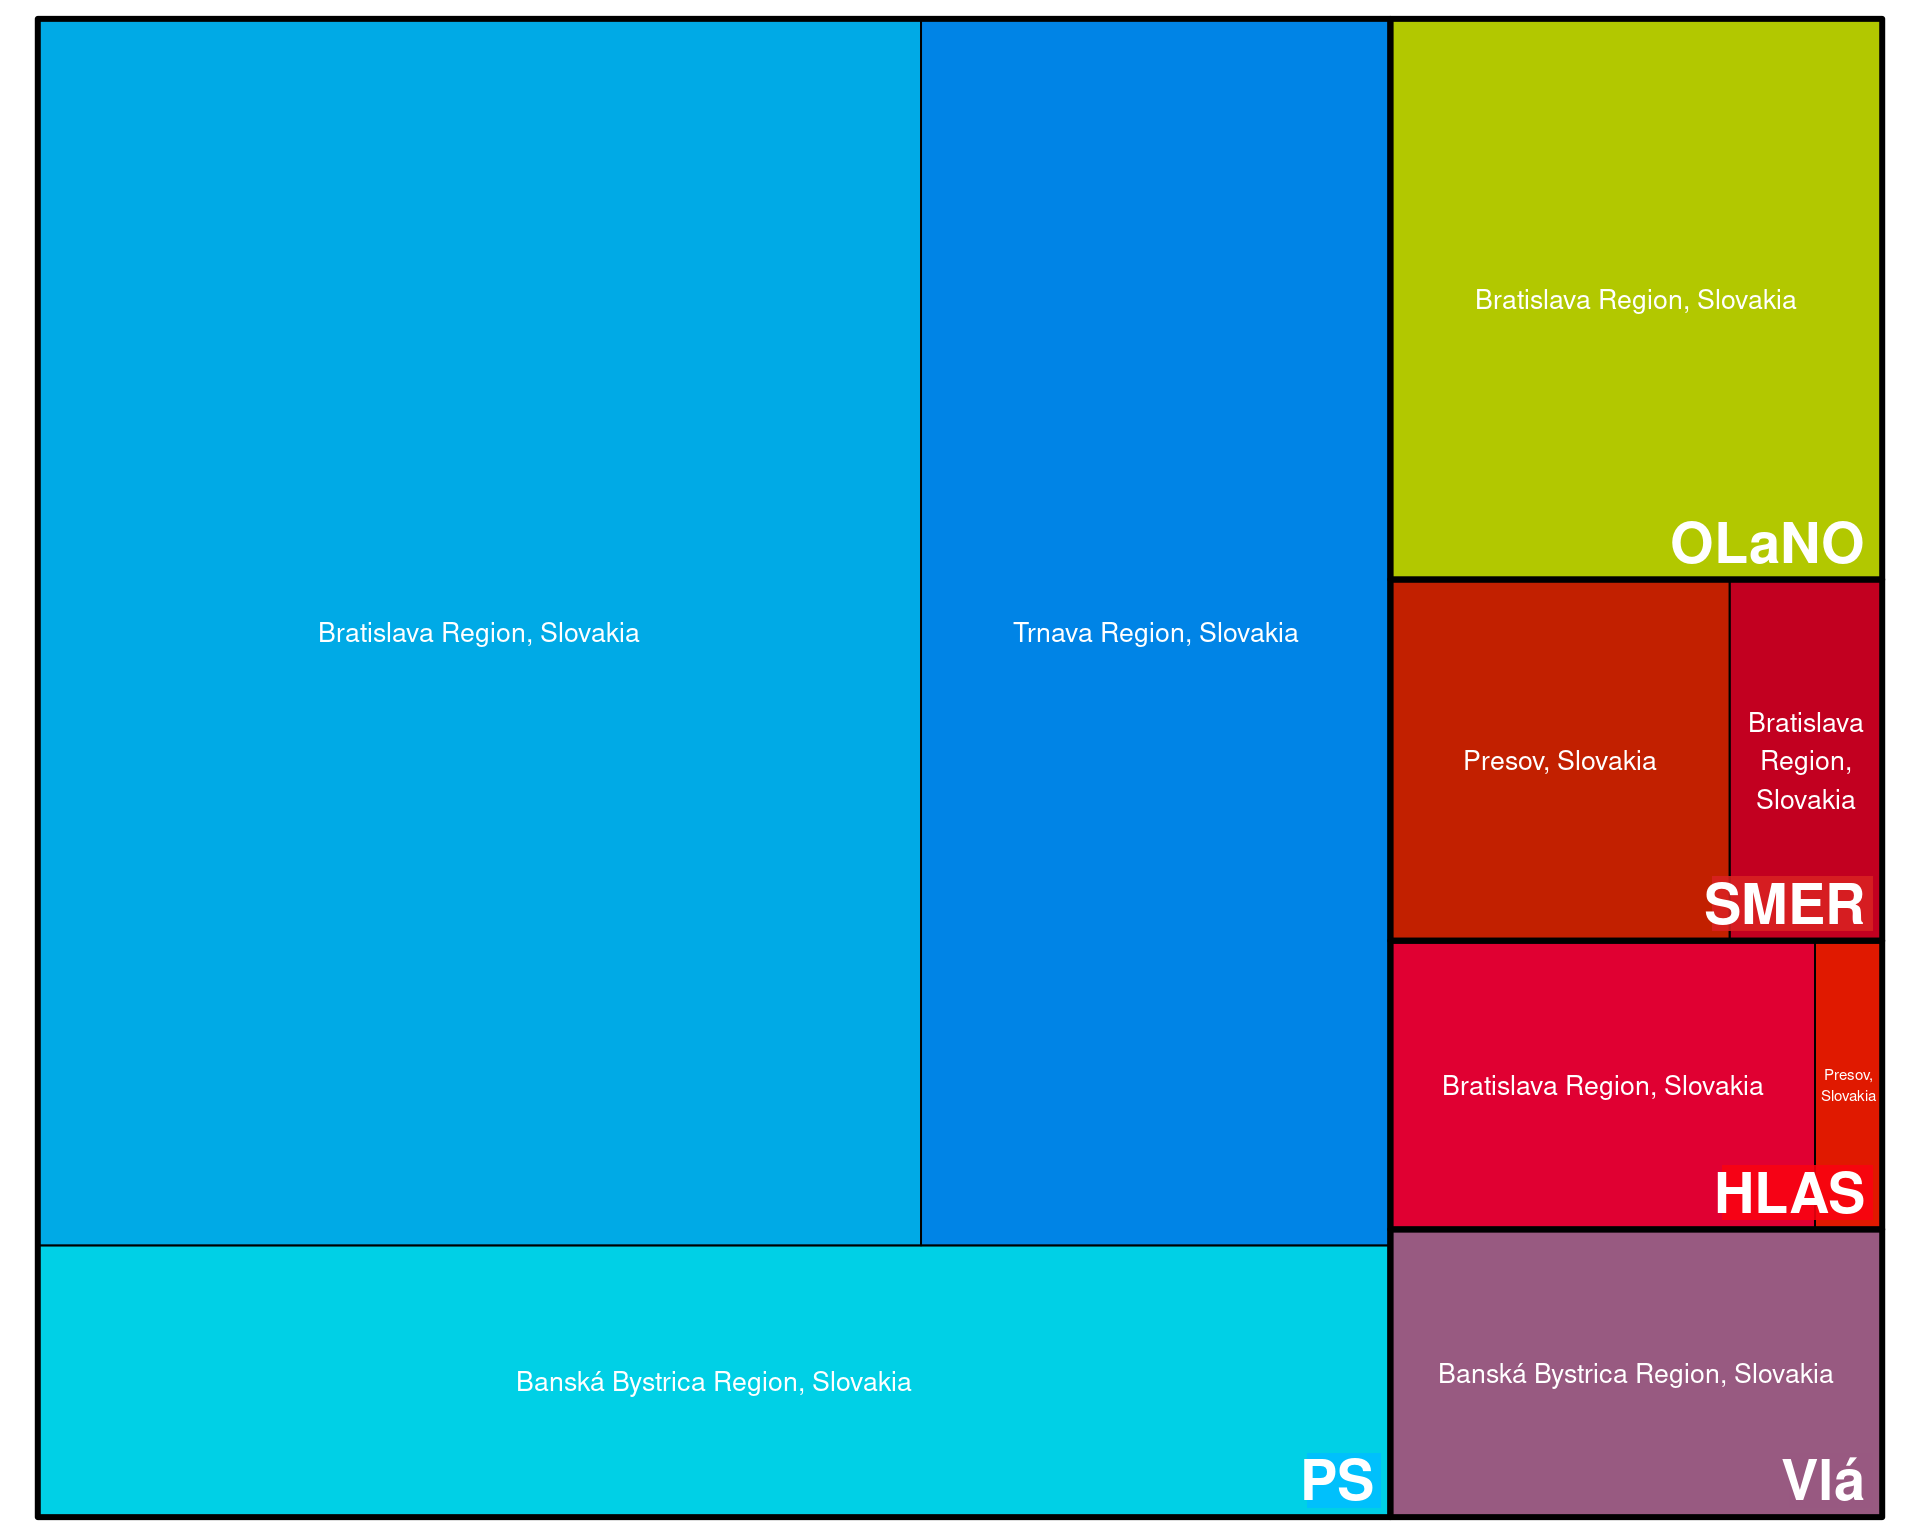 Bratislava Region, Slovakia
Trnava Region, Slovakia
Banská Bystrica Region, Slovakia
PS
Bratislava Region, Slovakia
OLaNO
Presov, Slovakia
Bratislava
Region,
Slovakia
SMER
Bratislava Region, Slovakia
Presov,
Slovakia
HLAS
Banská Bystrica Region, Slovakia
Vlá